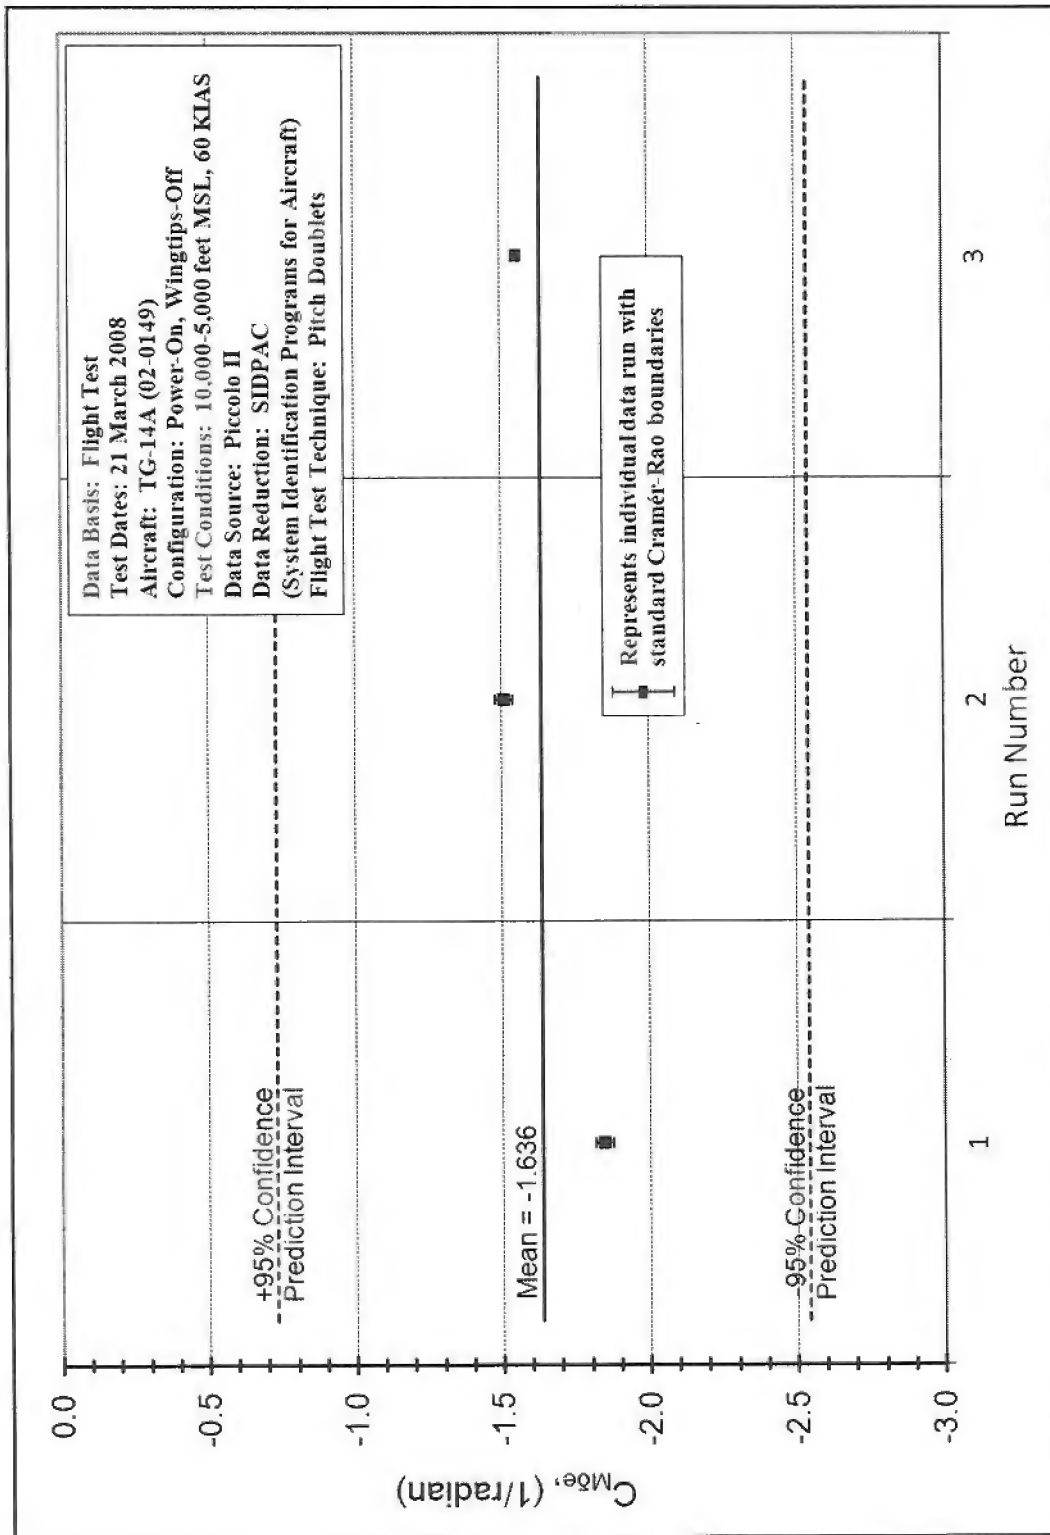 Data Basis: Flight Test
Test Dates: 21 March 2008
Aircraft: TG-14A (02-0149)
Configuration: Power-On, Wingtips-Off
Test Conditions: 10,000-5,000 feet MSL, 60 KIAS
Data Source: Piccolo II
Data Reduction: SIDPAC
(System Identification Programs for Aircraft)
Flight Test Technique: Pitch Doublets
+95% Confidence
Prediction Interval
Mean = -1.636
Represents individual data run with
standard Cramér-Rao boundaries
-95% Confidence
Prediction Interval
0.0
-0.5
-1.0
-1.5
-2.0
-2.5
-3.0
C_Mδe, (1/radian)
1
2
3
Run Number